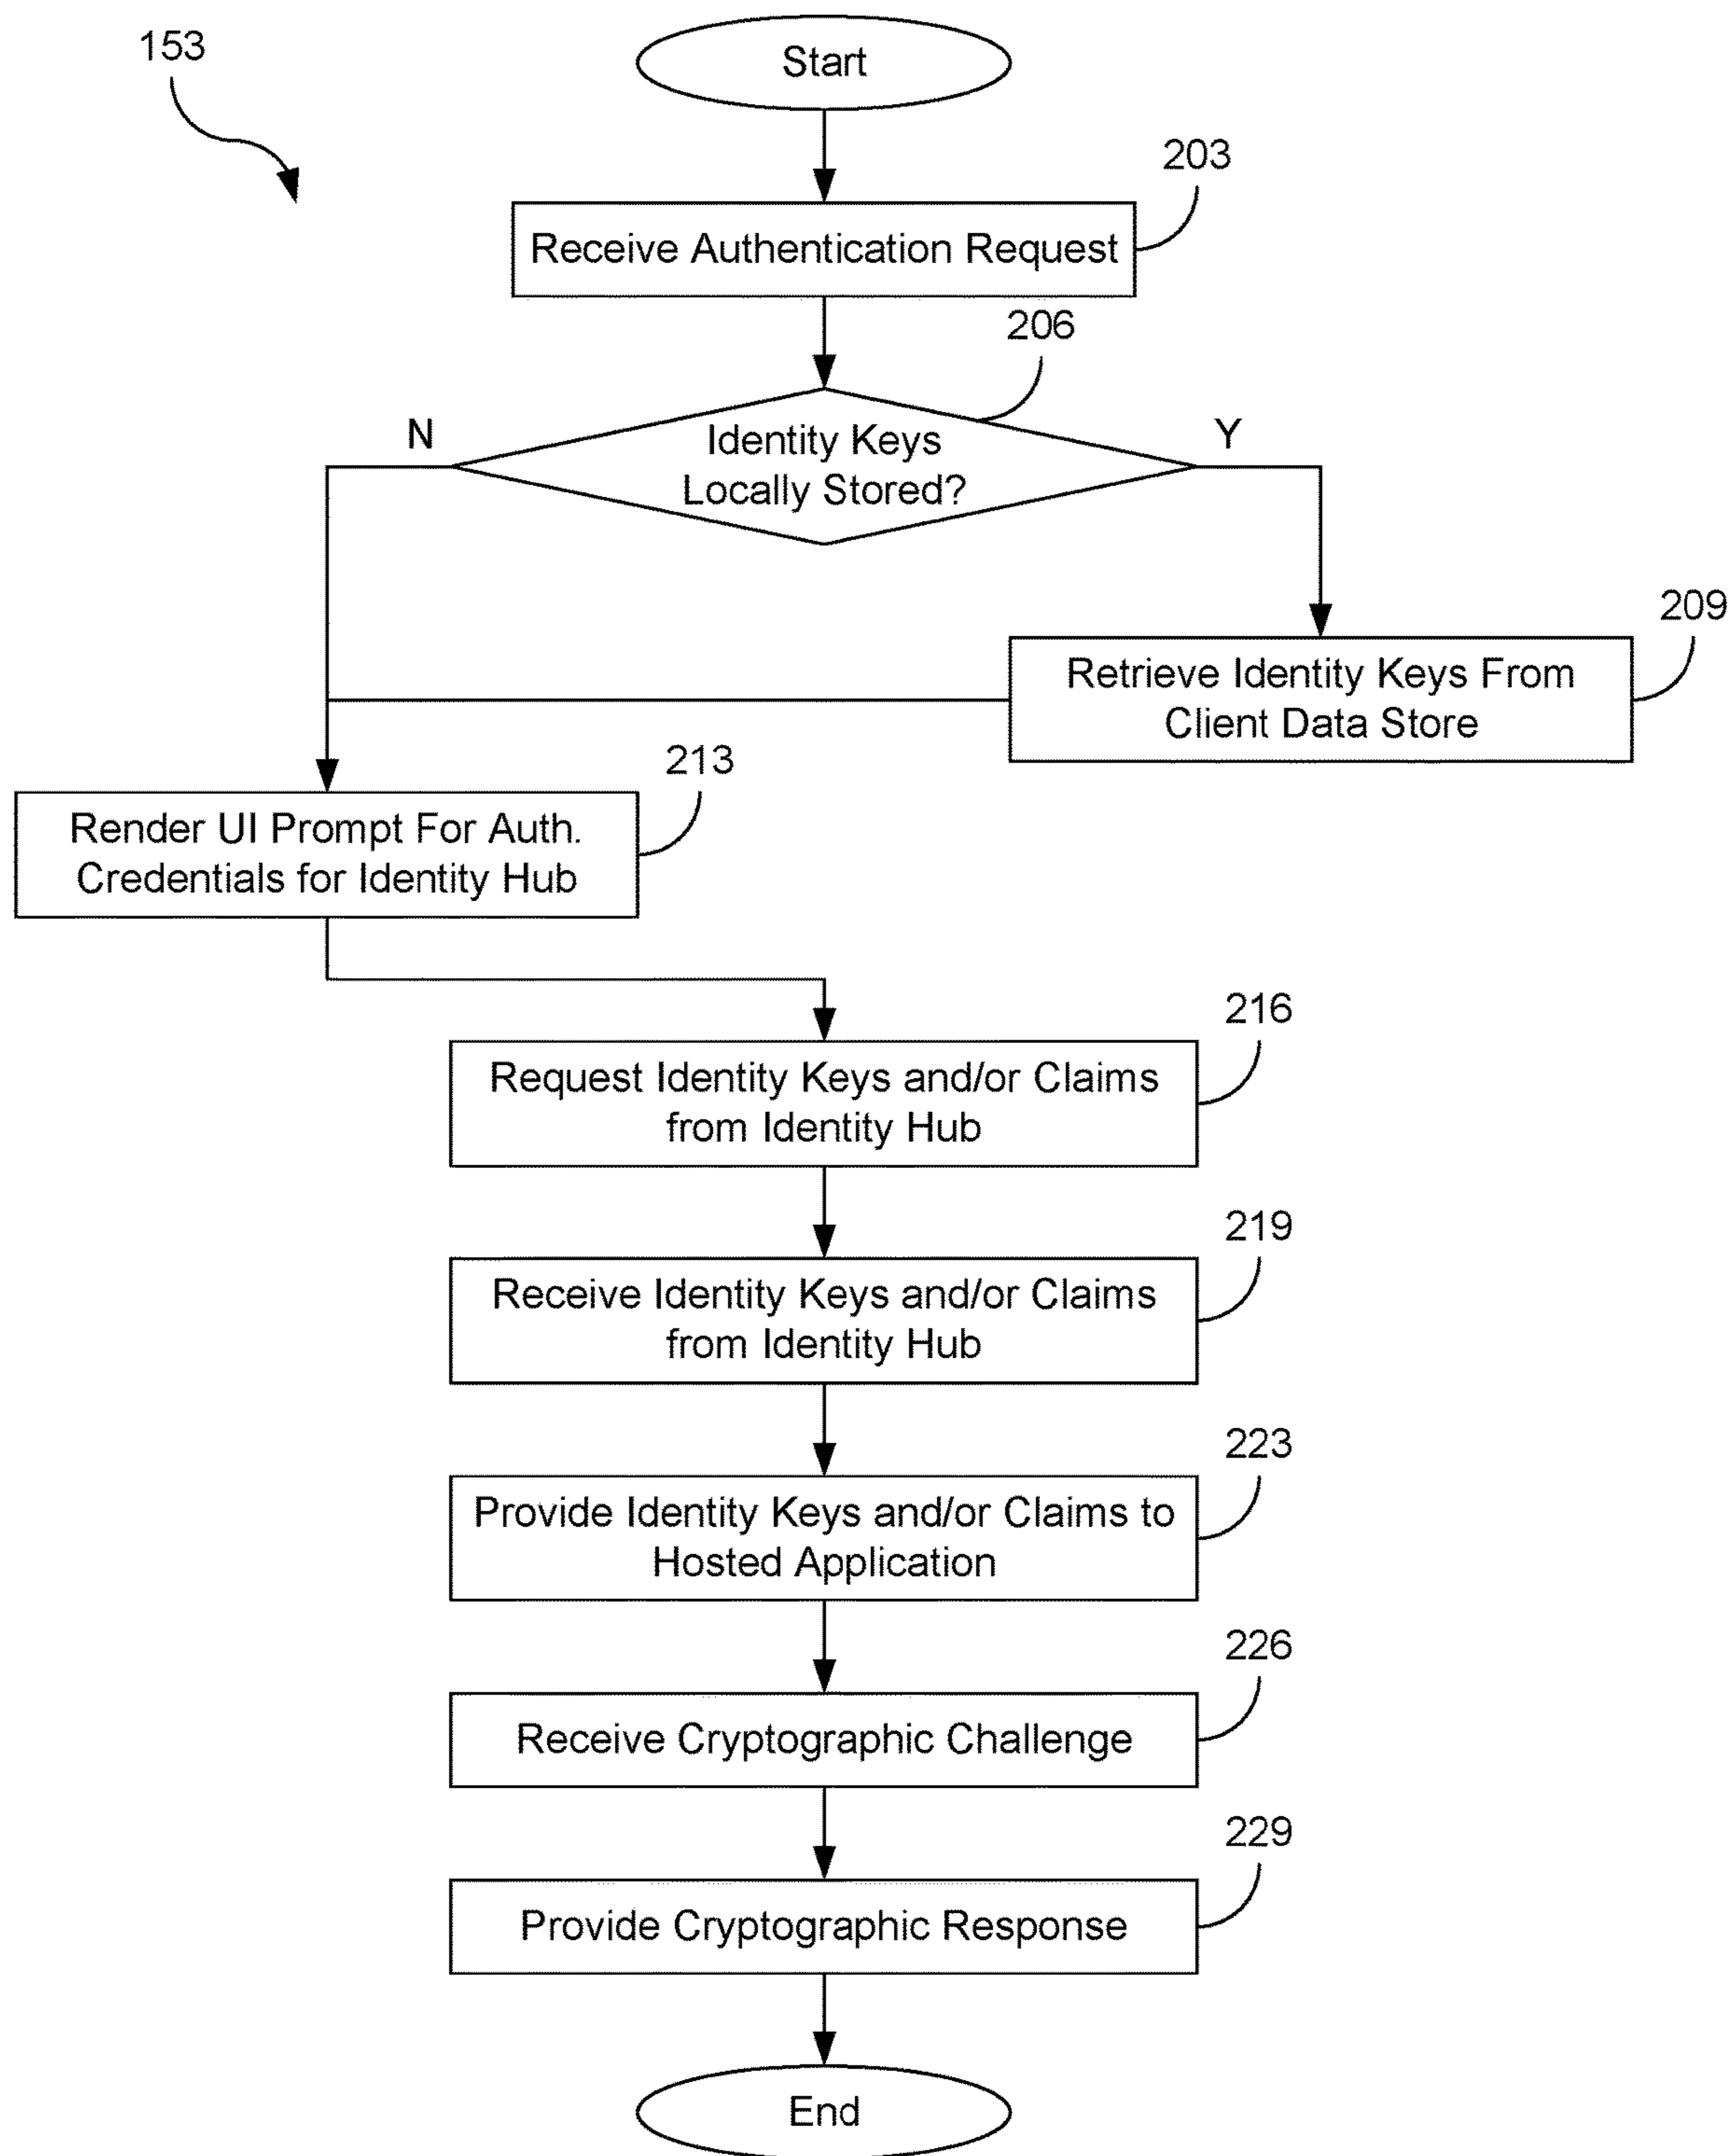 153
Start
203
Receive Authentication Request
206
N
Identity Keys
Locally Stored?
Y
209
Retrieve Identity Keys From
Client Data Store
213
Render UI Prompt For Auth.
Credentials for Identity Hub
216
Request Identity Keys and/or Claims
from Identity Hub
219
Receive Identity Keys and/or Claims
from Identity Hub
223
Provide Identity Keys and/or Claims to
Hosted Application
226
Receive Cryptographic Challenge
229
Provide Cryptographic Response
End